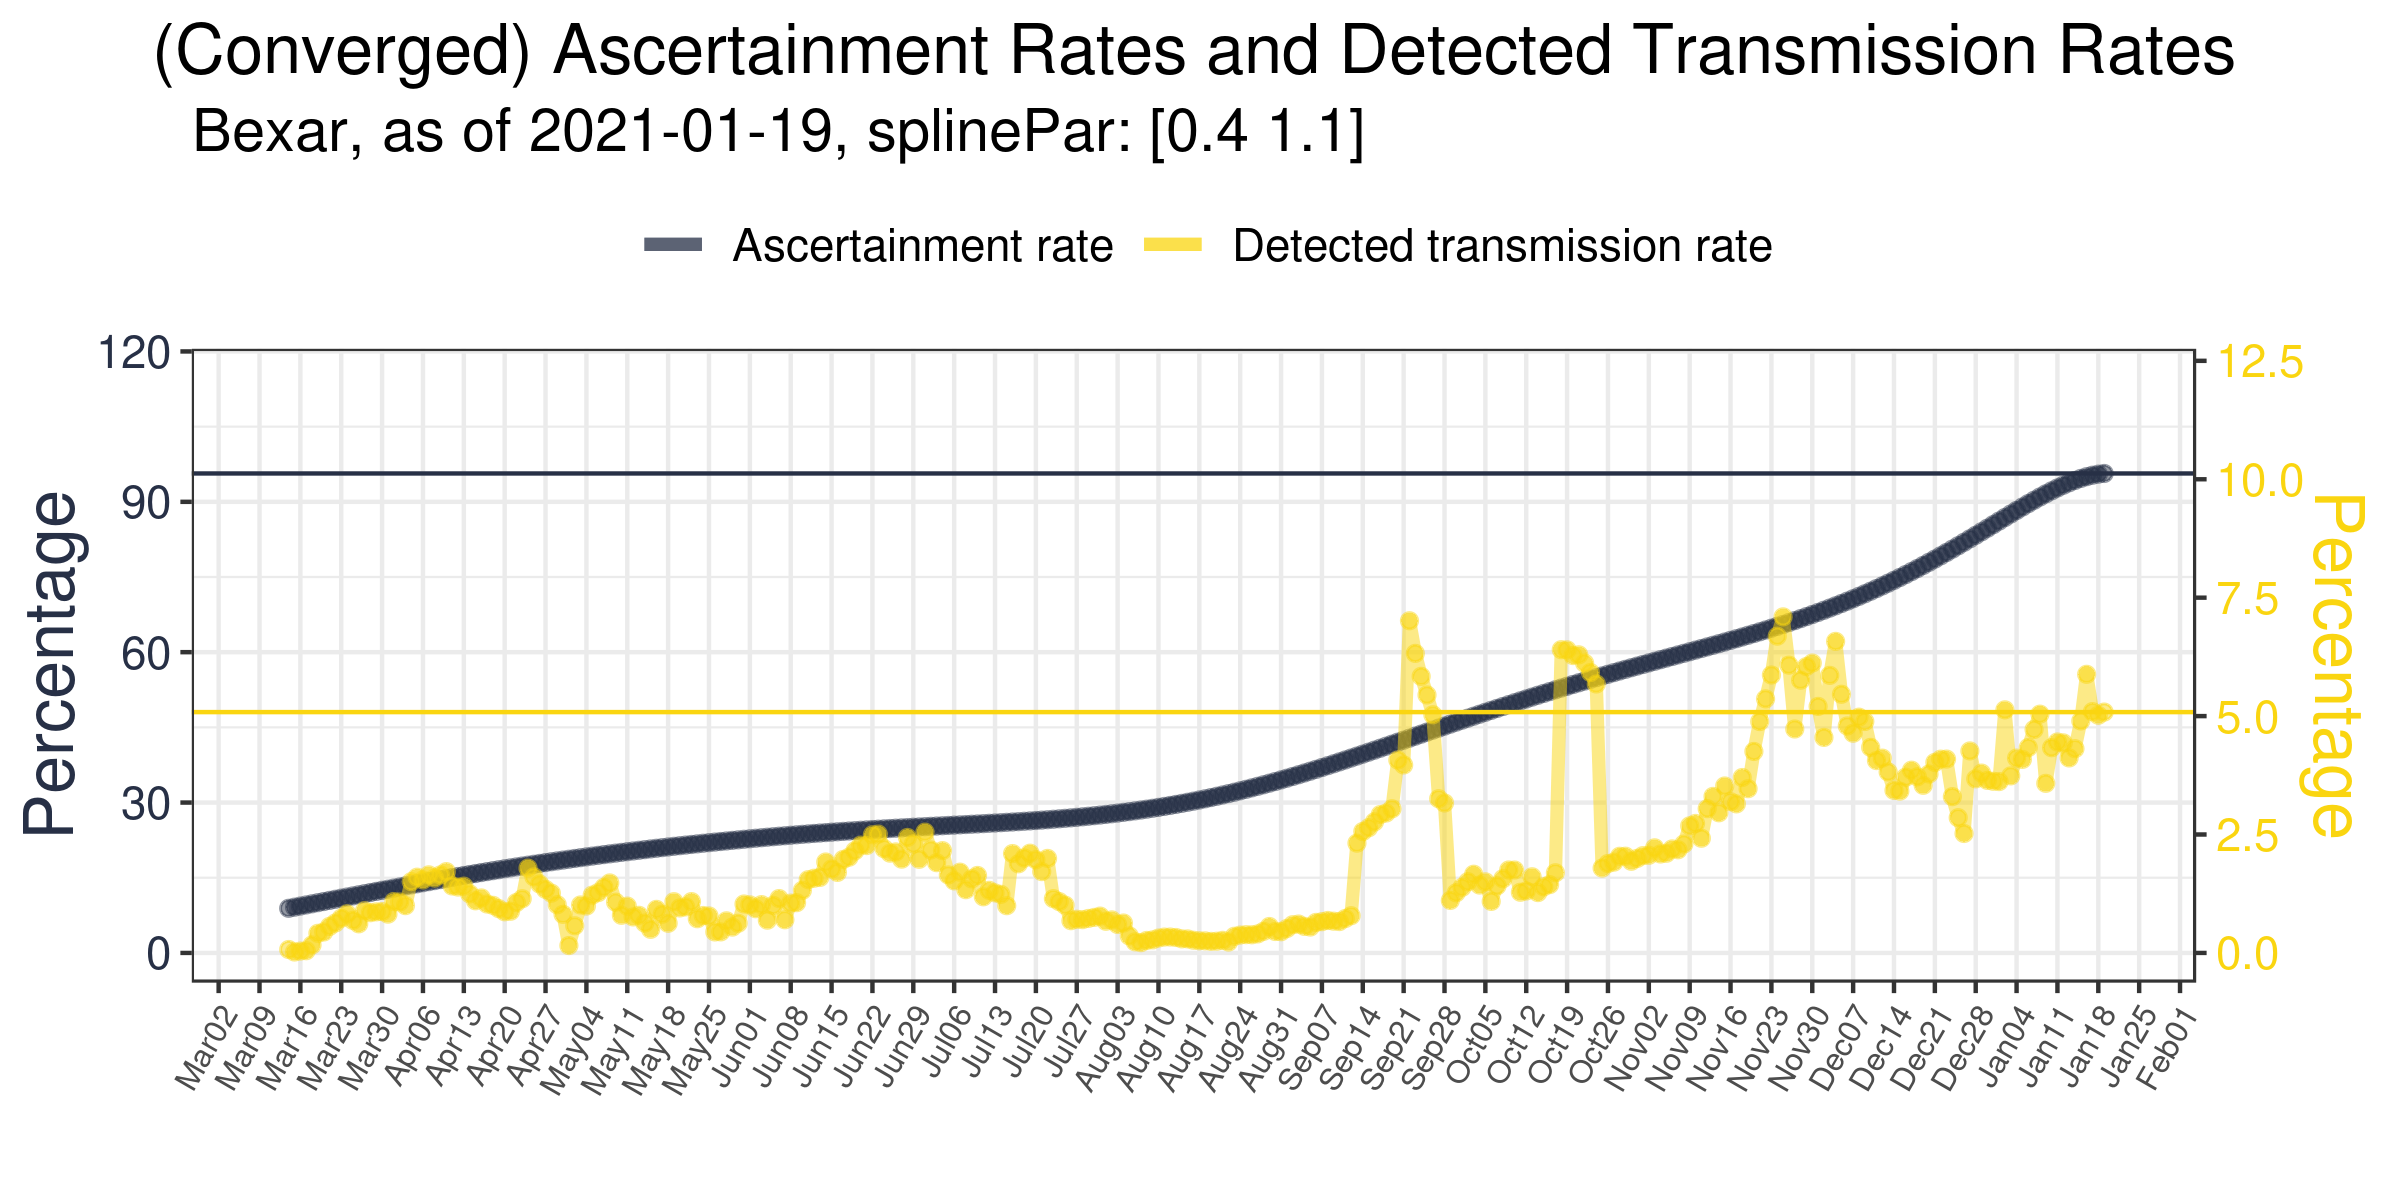 (Converged) Ascertainment Rates and Detected Transmission Rates
Bexar, as of 2021-01-19, splinePar: [0.4 1.1]
Ascertainment rate
Detected transmission rate
Percentage
120
90
60
30
0
12.5
10.0
7.5
5.0
2.5
0.0
Percentage
Mar02
Mar09
Mar16
Mar23
Mar30
Apr06
Apr13
Apr20
Apr27
May04
May11
May18
May25
Jun01
Jun08
Jun15
Jun22
Jun29
Jul06
Jul13
Jul20
Jul27
Aug03
Aug10
Aug17
Aug24
Aug31
Sep07
Sep14
Sep21
Sep28
Oct05
Oct12
Oct19
Oct26
Nov02
Nov09
Nov16
Nov23
Nov30
Dec07
Dec14
Dec21
Dec28
Jan04
Jan11
Jan18
Jan25
Feb01